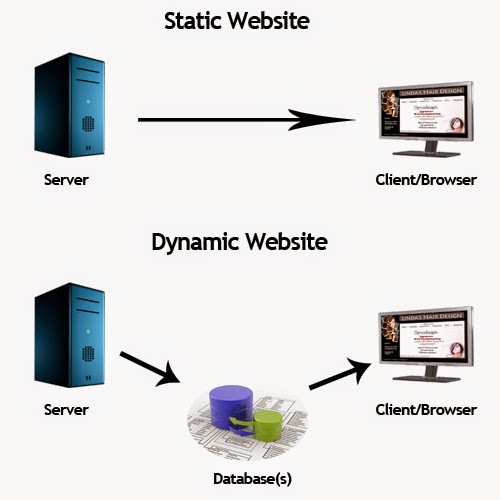 Static Website
LINDA'S HAIR DESIGN
Server
Client/Browser
Dynamic Website
LINDA'S HAIR DESIGN
Server
Client/Browser
Database(s)